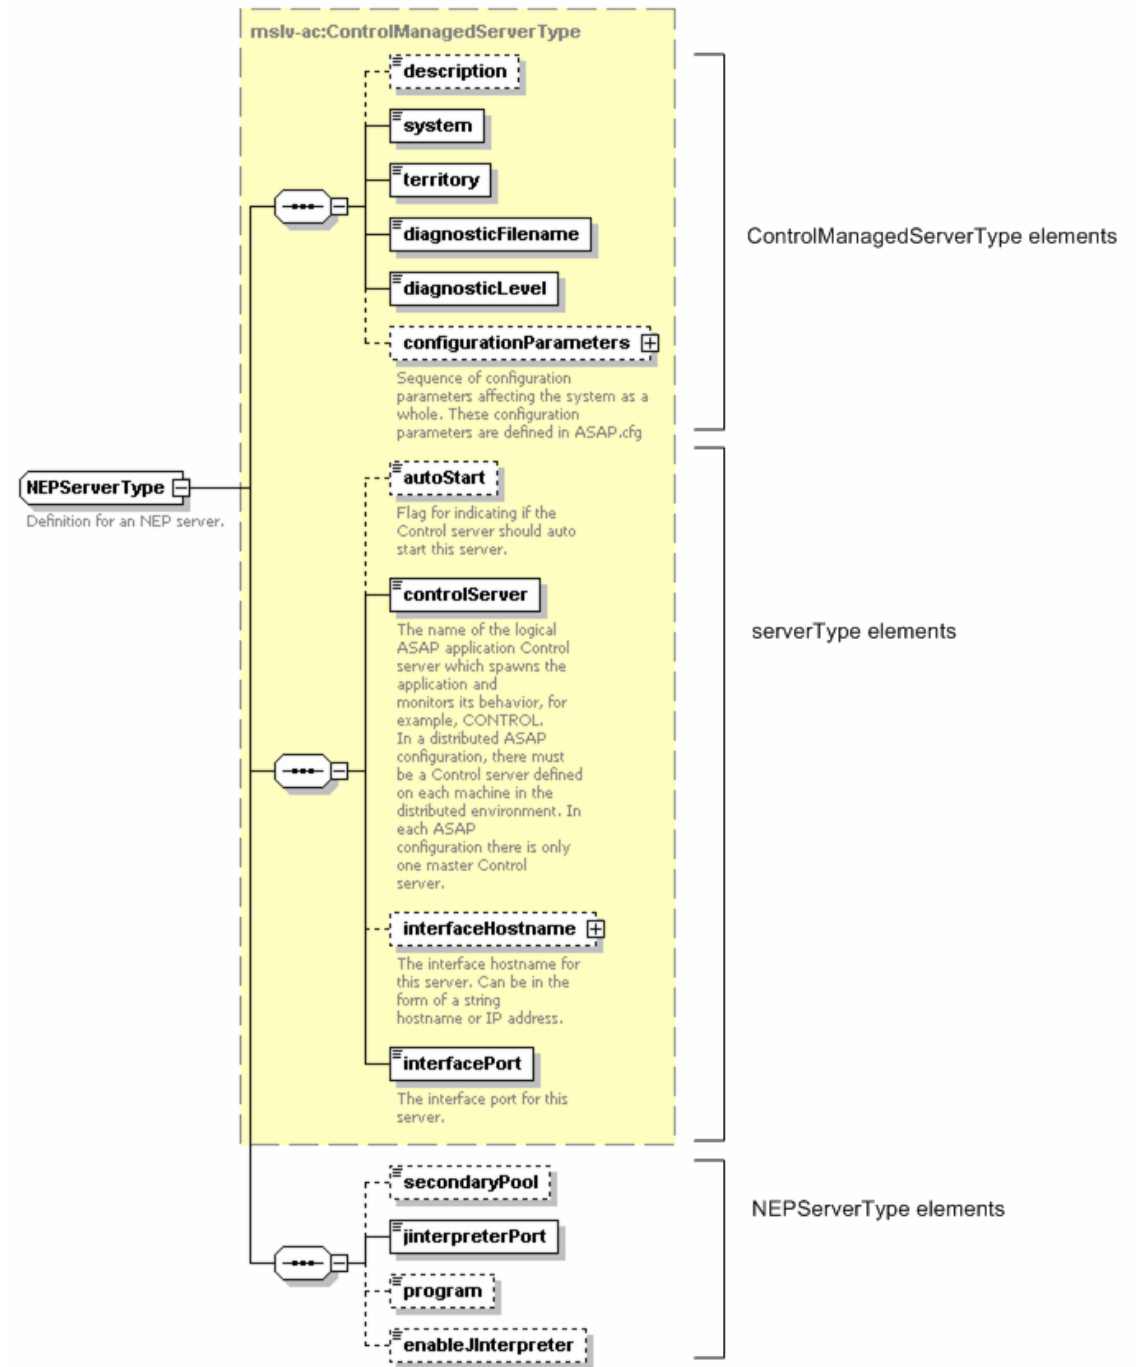 mslv-ac:ControlManagedServerType
description
system
territory
diagnosticFilename
diagnosticLevel
configurationParameters
Sequence of configuration
parameters affecting the system as a
whole. These configuration
parameters are defined in ASAP.cfg
ControlManagedServerType elements
NEPServerType
Definition for an NEP server.
autoStart
Flag for indicating if the
Control server should auto
start this server.
controlServer
The name of the logical
ASAP application Control
server which spawns the
application and
monitors its behavior, for
example, CONTROL.
In a distributed ASAP
configuration, there must
be a Control server defined
on each machine in the
distributed environment. In
each ASAP
configuration there is only
one master Control
server.
interfaceHostname
The interface hostname for
this server. Can be in the
form of a string
hostname or IP address.
interfacePort
The interface port for this
server.
serverType elements
secondaryPool
jinterpreterPort
program
enableJInterpreter
NEPServerType elements